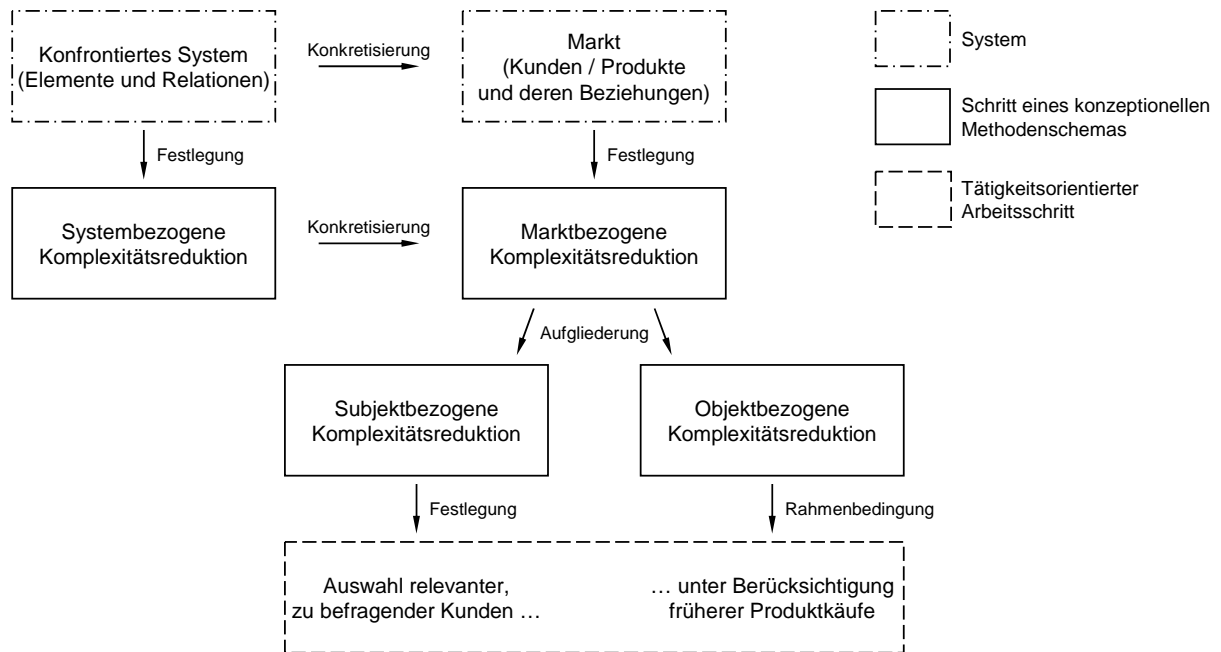 Konfrontiertes System
(Elemente und Relationen)
Konkretisierung
Markt
(Kunden / Produkte
und deren Beziehungen)
System
Schritt eines konzeptionellen
Methodenschemas
Tätigkeitsorientierter
Arbeitsschritt
Festlegung
Festlegung
Systembezogene
Komplexitätsreduktion
Konkretisierung
Marktbezogene
Komplexitätsreduktion
Aufgliederung
Subjektbezogene
Komplexitätsreduktion
Objektbezogene
Komplexitätsreduktion
Festlegung
Rahmenbedingung
Auswahl relevanter,
zu befragender Kunden …
… unter Berücksichtigung
früherer Produktkäufe